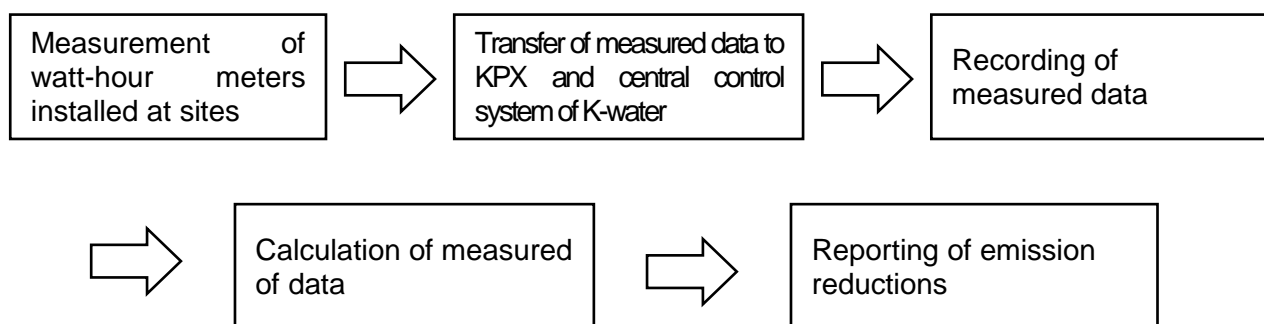 Measurement of
watt-hour meters
installed at sites
Transfer of measured data to
KPX and central control
system of K-water
Recording of
measured data
Calculation of measured
of data
Reporting of emission
reductions